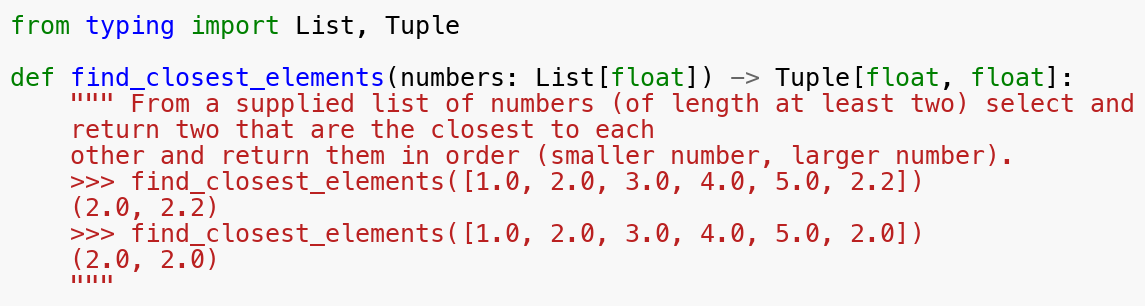 from typing import List, Tuple

def find_closest_elements(numbers: List[float]) -> Tuple[float, float]:
    """ From a supplied list of numbers (of length at least two) select and
    return two that are the closest to each
    other and return them in order (smaller number, larger number).
    >>> find_closest_elements([1.0, 2.0, 3.0, 4.0, 5.0, 2.2])
    (2.0, 2.2)
    >>> find_closest_elements([1.0, 2.0, 3.0, 4.0, 5.0, 2.0])
    (2.0, 2.0)
    """